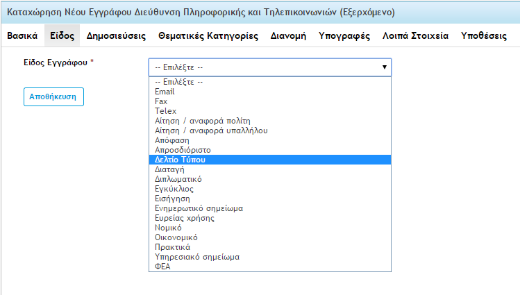 Καταχώρηση Νέου Εγγράφου Διεύθυνση Πληροφορικής και Τηλεπικοινωνιών (Εξερχόμενο)
Βασικά Είδος Δημοσιεύσεις Θεματικές Κατηγορίες Διανομή Υπογραφές Λοιπά Στοιχεία Υποθέσεις
Είδος Εγγράφου * -- Επιλέξτε --
-- Επιλέξτε --
Email
Fax
Telex
Αίτηση / αναφορά πολίτη
Αίτηση / αναφορά υπαλλήλου
Απόφαση
Απροσδιόριστο
Δελτίο Τύπου
Διαταγή
Διπλωματικό
Εγκύκλιος
Εισήγηση
Ενημερωτικό σημείωμα
Ευρείας χρήσης
Νομικό
Οικονομικό
Πρακτικά
Υπηρεσιακό σημείωμα
ΦΕΑ
Αποθήκευση